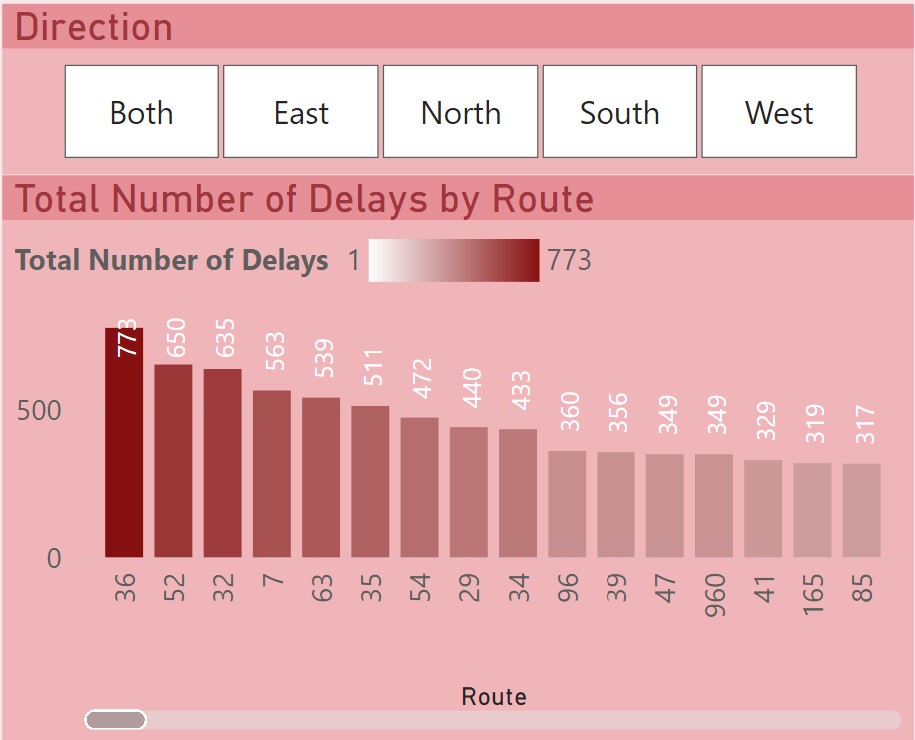 Direction
Both East North South West
Total Number of Delays by Route
Total Number of Delays 1 773
773 650 635 563 539 511 472 440 433 360 356 349 349 329 319 317
500
0
36 52 32 7 63 35 54 29 34 96 39 47 960 41 165 85
Route